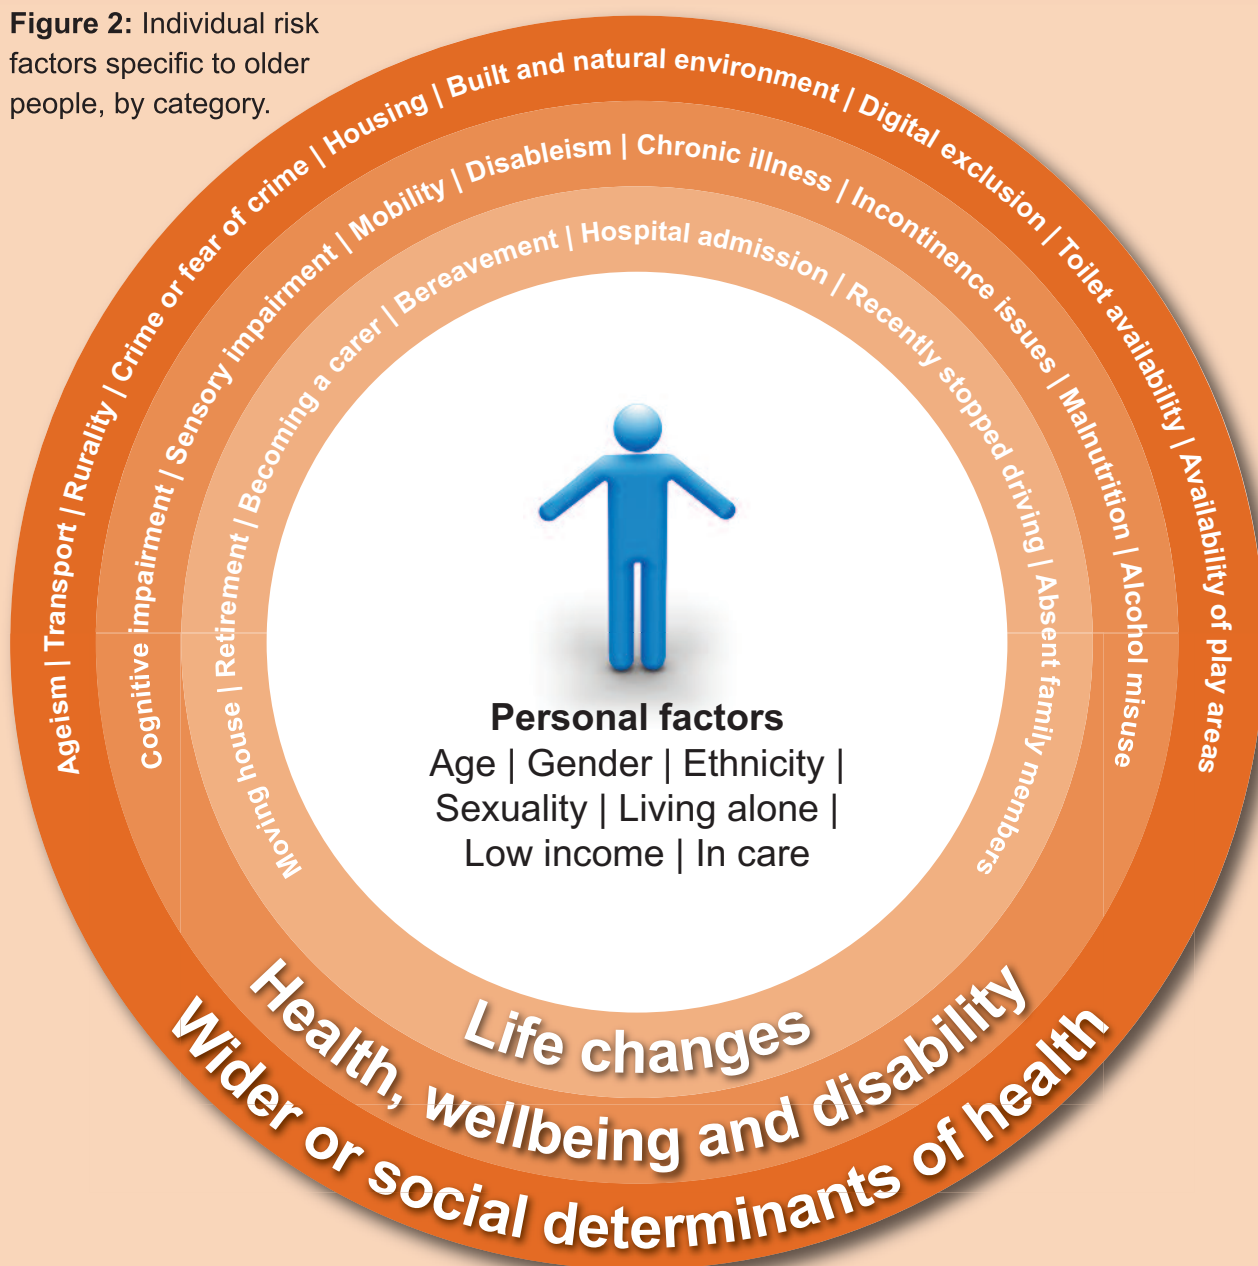 Figure 2: Individual risk
factors specific to older
people, by category.
Ageism | Transport | Rurality | Crime or fear of crime | Housing | Built and natural environment | Digital exclusion | Toilet availability | Availability of play areas
Cognitive impairment | Sensory impairment | Mobility | Disableism | Chronic illness | Incontinence issues | Malnutrition | Alcohol misuse
Moving house | Retirement | Becoming a carer | Bereavement | Hospital admission | Recently stopped driving | Absent family members
Personal factors
Age | Gender | Ethnicity |
Sexuality | Living alone |
Low income | In care
Life changes
Health, wellbeing and disability
Wider or social determinants of health